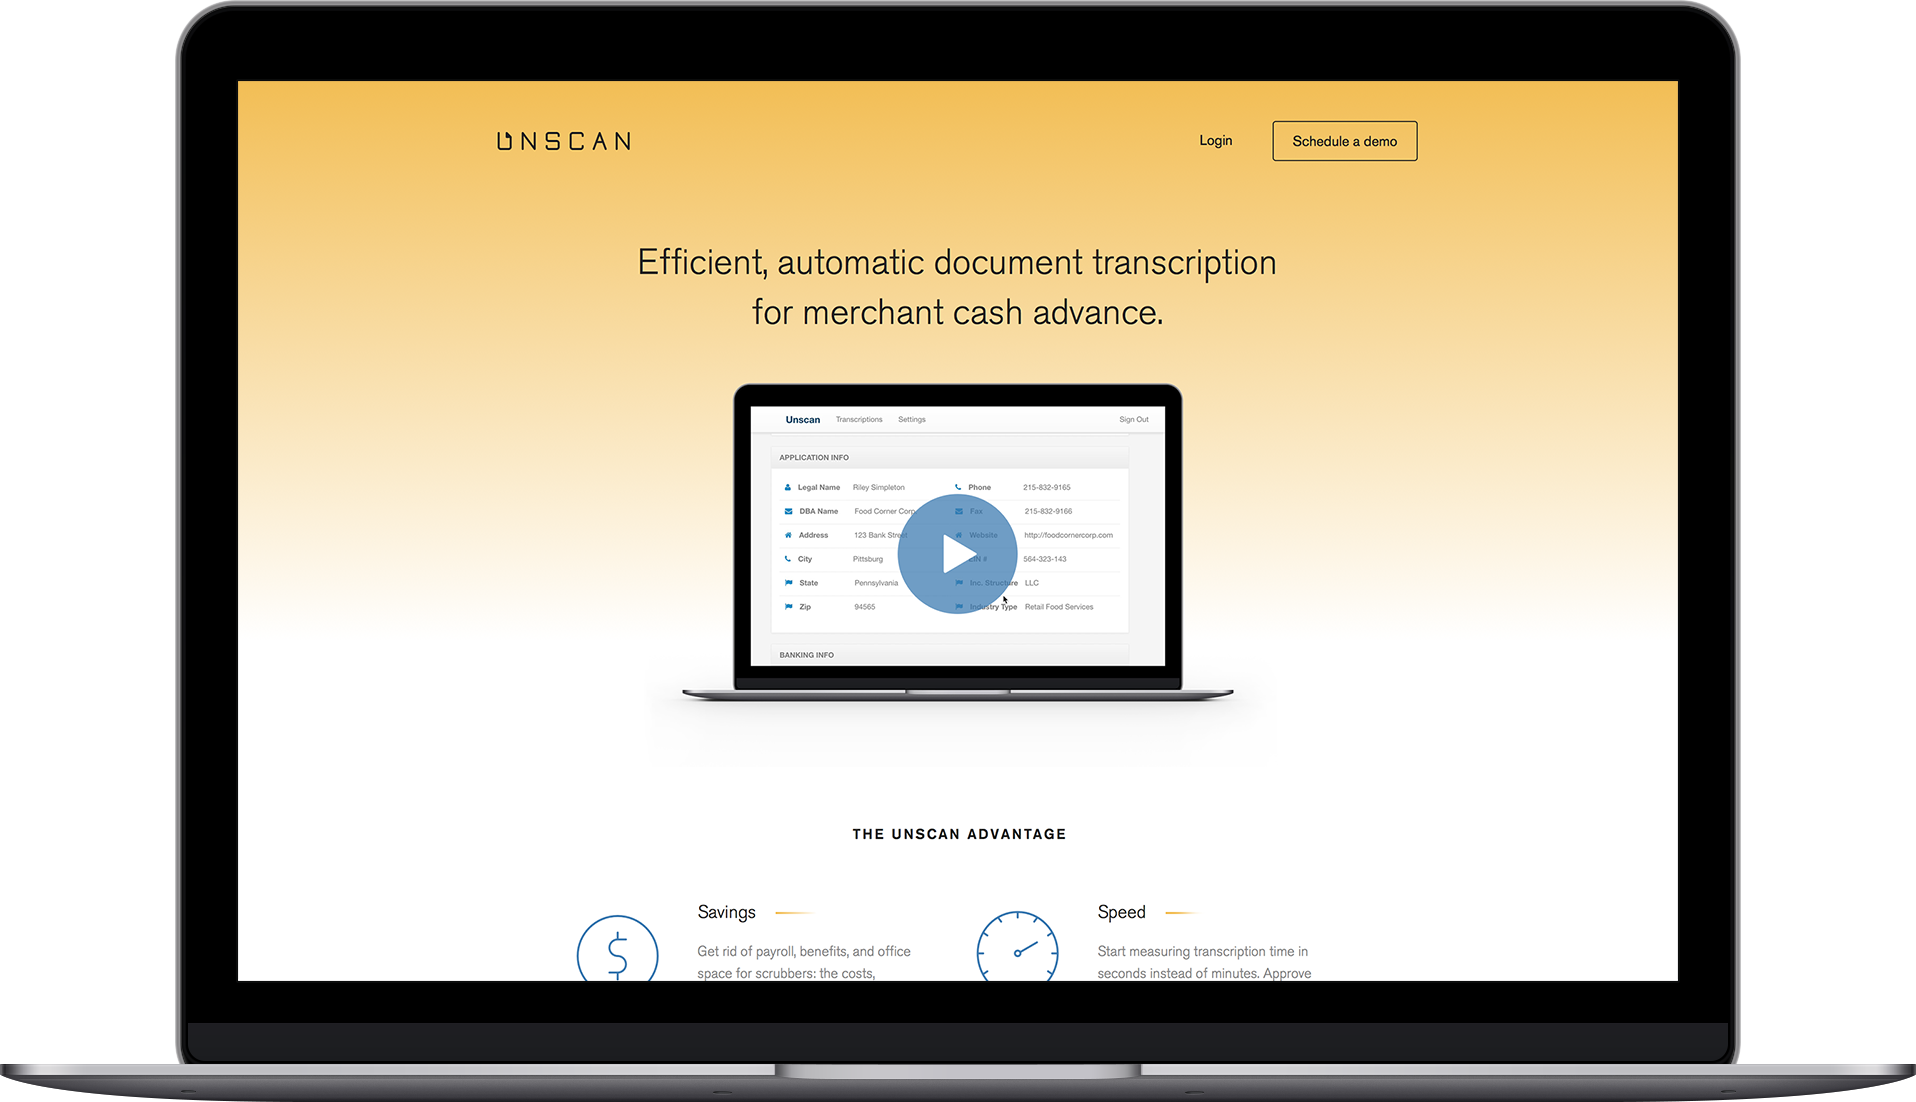 UNSCAN
Login
Schedule a demo
Efficient, automatic document transcription
for merchant cash advance.
Unscan Transcriptions Settings Sign Out
APPLICATION INFO
Legal Name Riley Simpleton Phone 215-832-9165
DBA Name Food Corner Corp Fax 215-832-9166
Address 123 Bank Street Website http://foodcornercorp.com
City Pittsburg EIN # 564-323-143
State Pennsylvania Inc. Structure LLC
Zip 94565 Industry Type Retail Food Services
BANKING INFO
THE UNSCAN ADVANTAGE
Savings
Get rid of payroll, benefits, and office
space for scrubbers: the costs,
Speed
Start measuring transcription time in
seconds instead of minutes. Approve